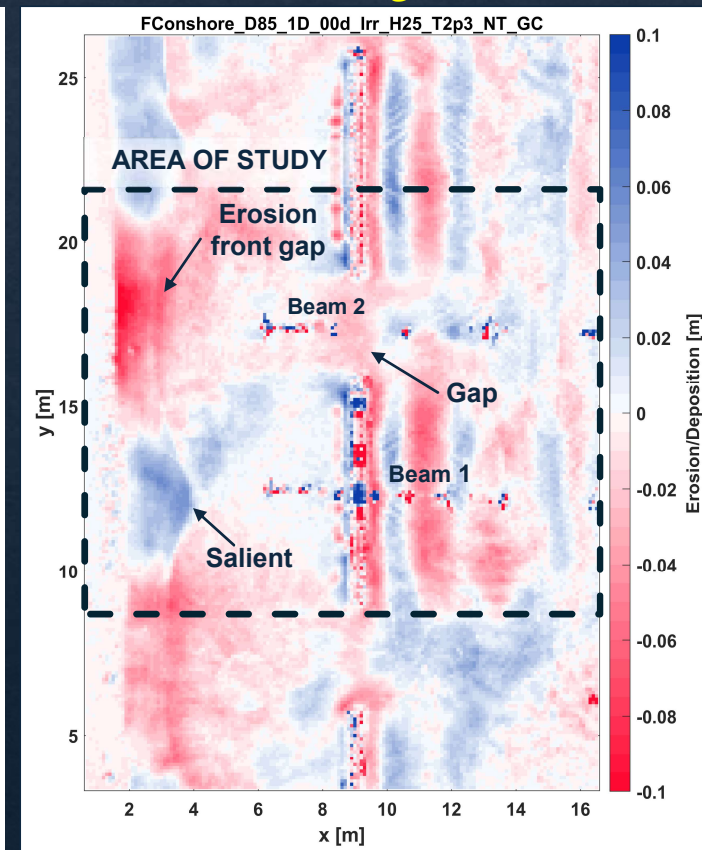 FConshore_D85_1D_00d_Irr_H25_T2p3_NT_GC
AREA OF STUDY
Erosion
front gap
Beam 2
Gap
Beam 1
Salient
25
20
15
10
5
y [m]
2
4
6
8
10
12
14
16
x [m]
0.1
0.08
0.06
0.04
0.02
0
-0.02
-0.04
-0.06
-0.08
-0.1
Erosion/Deposition [m]